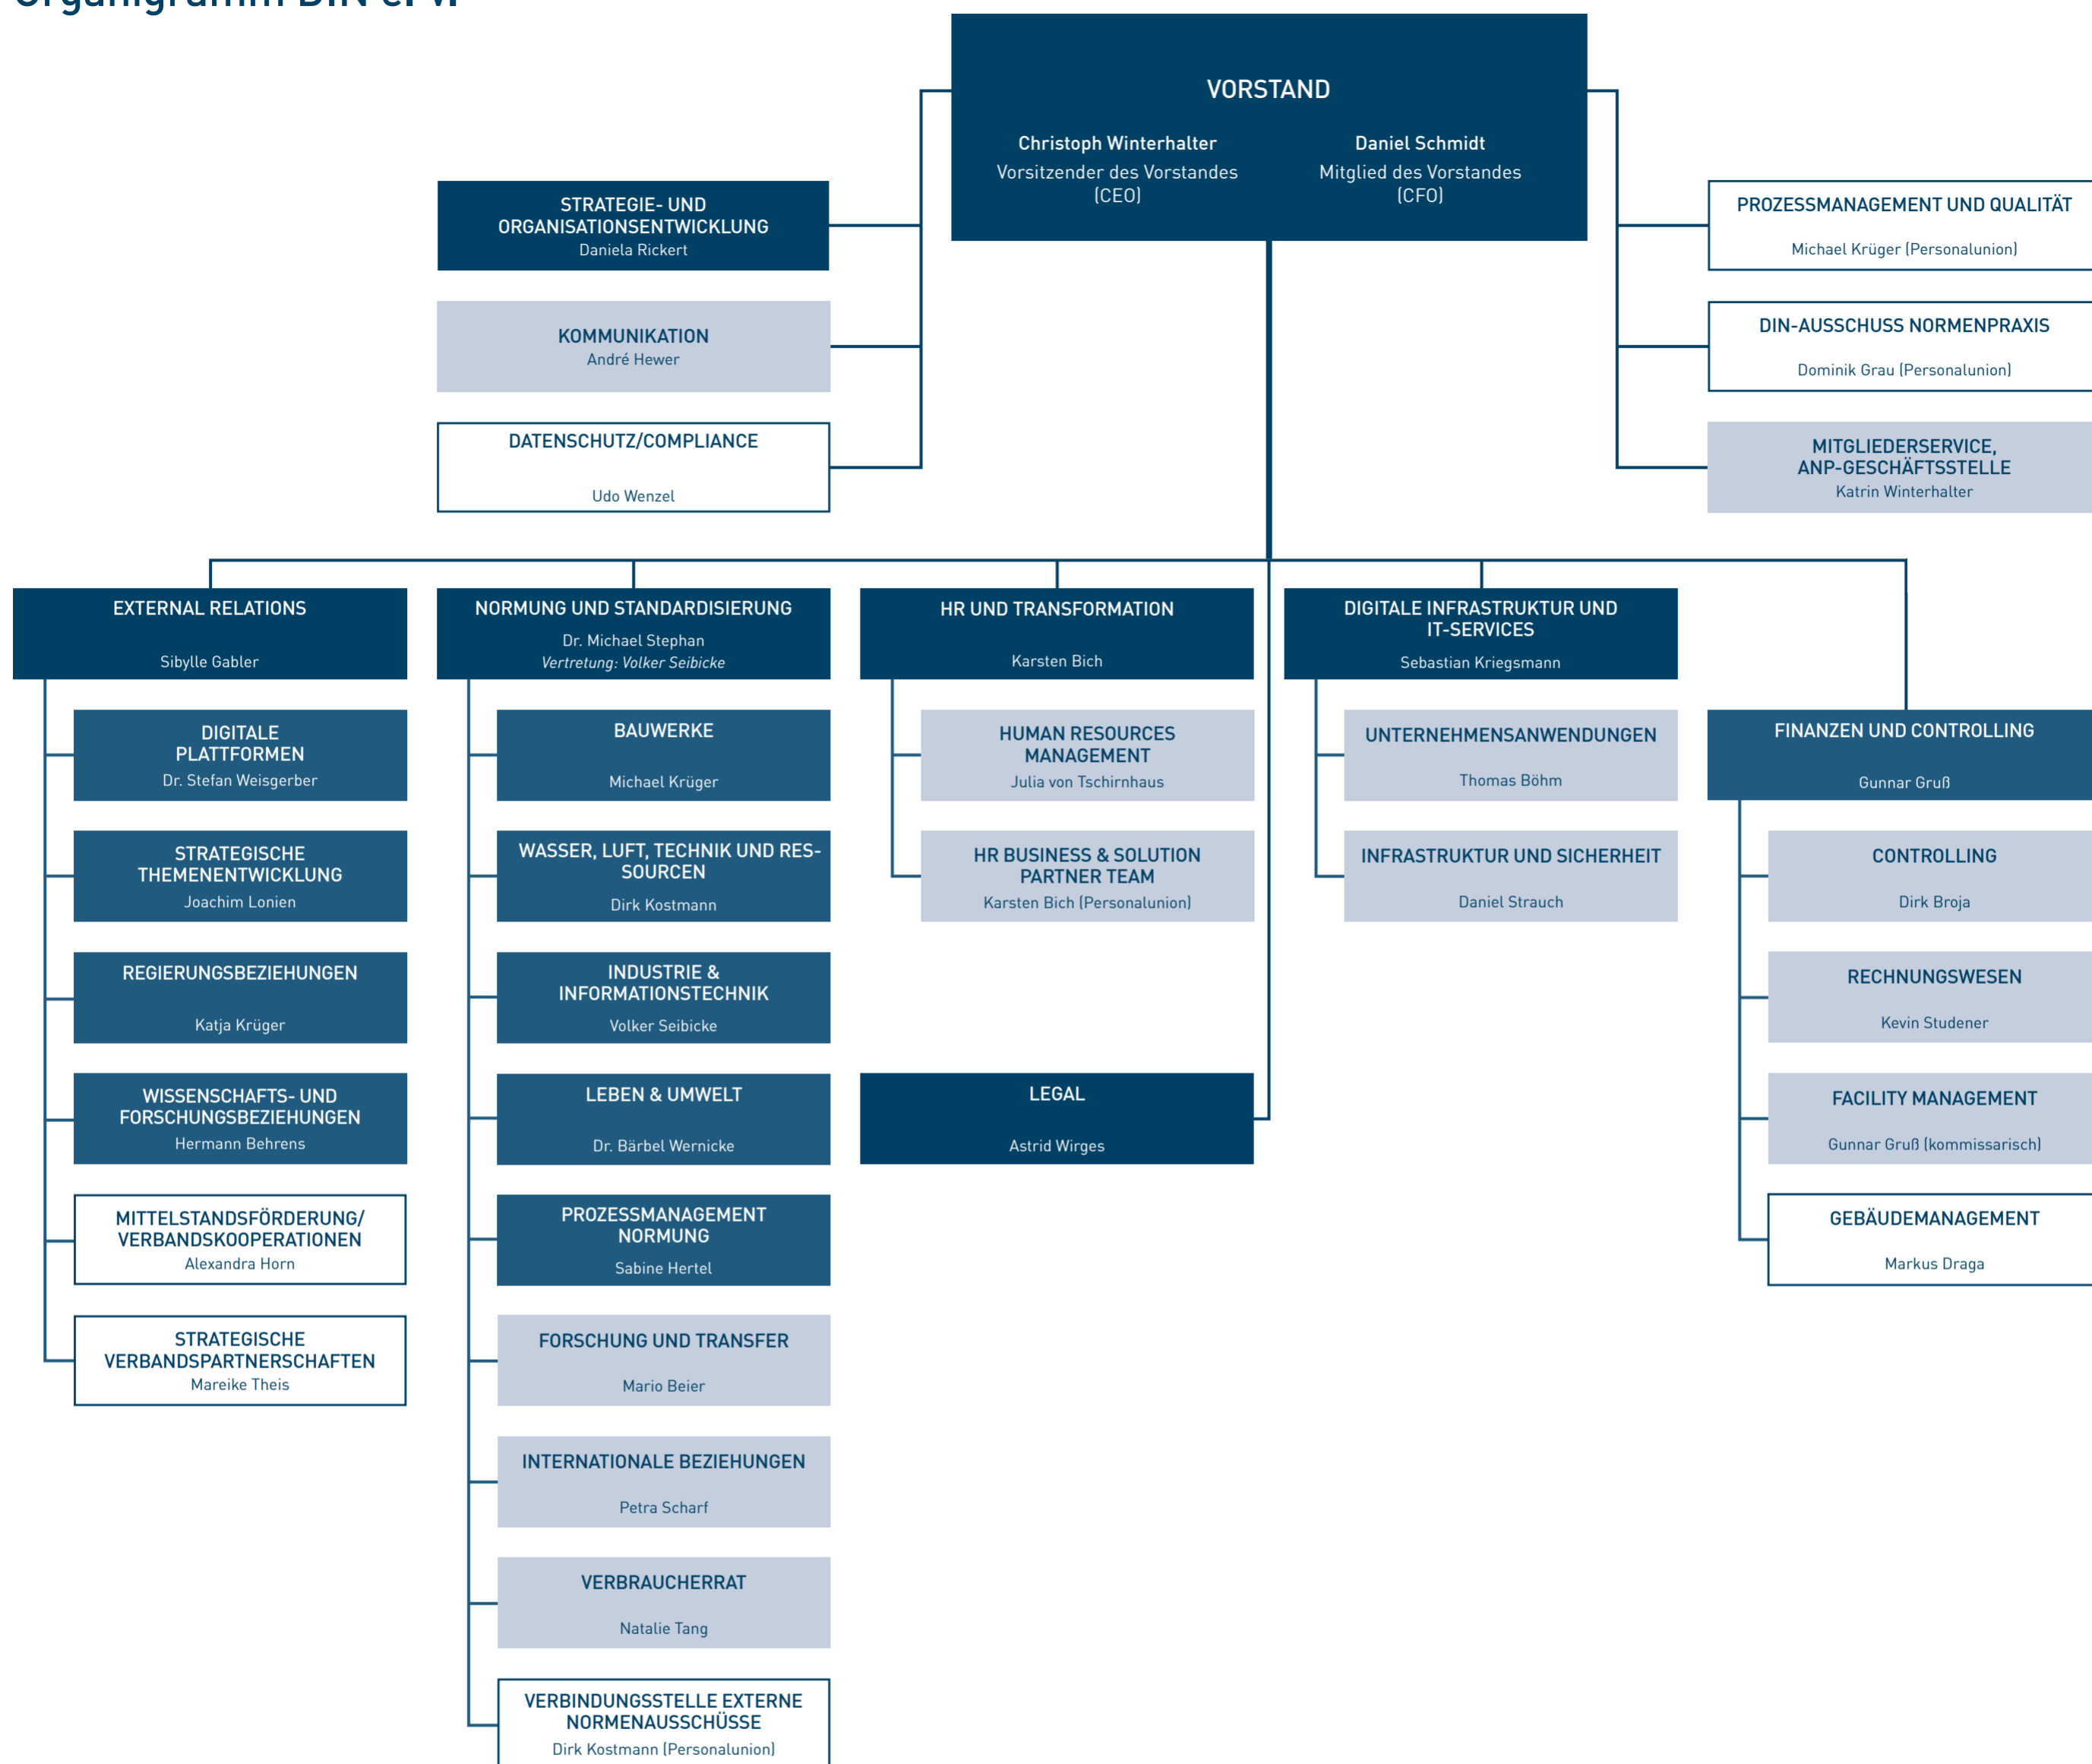 Organigramm DIN e. V.
VORSTAND
Christoph Winterhalter
Vorsitzender des Vorstandes
(CEO)
Daniel Schmidt
Mitglied des Vorstandes
(CFO)
STRATEGIE- UND
ORGANISATIONSENTWICKLUNG
Daniela Rickert
KOMMUNIKATION
André Hewer
DATENSCHUTZ/COMPLIANCE
Udo Wenzel
PROZESSMANAGEMENT UND QUALITÄT
Michael Krüger (Personalunion)
DIN-AUSSCHUSS NORMENPRAXIS
Dominik Grau (Personalunion)
MITGLIEDERSERVICE,
ANP-GESCHÄFTSSTELLE
Katrin Winterhalter
EXTERNAL RELATIONS
Sibylle Gabler
DIGITALE
PLATTFORMEN
Dr. Stefan Weisgerber
STRATEGISCHE
THEMENENTWICKLUNG
Joachim Lonien
REGIERUNGSBEZIEHUNGEN
Katja Krüger
WISSENSCHAFTS- UND
FORSCHUNGSBEZIEHUNGEN
Hermann Behrens
MITTELSTANDSFÖRDERUNG/
VERBANDSKOOPERATIONEN
Alexandra Horn
STRATEGISCHE
VERBANDSPARTNERSCHAFTEN
Mareike Theis
NORMUNG UND STANDARDISIERUNG
Dr. Michael Stephan
Vertretung: Volker Seibicke
BAUWERKE
Michael Krüger
WASSER, LUFT, TECHNIK UND RES-
SOURCEN
Dirk Kostmann
INDUSTRIE &
INFORMATIONSTECHNIK
Volker Seibicke
LEBEN & UMWELT
Dr. Bärbel Wernicke
PROZESSMANAGEMENT
NORMUNG
Sabine Hertel
FORSCHUNG UND TRANSFER
Mario Beier
INTERNATIONALE BEZIEHUNGEN
Petra Scharf
VERBRAUCHERRAT
Natalie Tang
VERBINDUNGSSTELLE EXTERNE
NORMENAUSSCHÜSSE
Dirk Kostmann (Personalunion)
HR UND TRANSFORMATION
Karsten Bich
HUMAN RESOURCES
MANAGEMENT
Julia von Tschirnhaus
HR BUSINESS & SOLUTION
PARTNER TEAM
Karsten Bich (Personalunion)
LEGAL
Astrid Wirges
DIGITALE INFRASTRUKTUR UND
IT-SERVICES
Sebastian Kriegsmann
UNTERNEHMENSANWENDUNGEN
Thomas Böhm
INFRASTRUKTUR UND SICHERHEIT
Daniel Strauch
FINANZEN UND CONTROLLING
Gunnar Gruß
CONTROLLING
Dirk Broja
RECHNUNGSWESEN
Kevin Studener
FACILITY MANAGEMENT
Gunnar Gruß (kommissarisch)
GEBÄUDEMANAGEMENT
Markus Draga